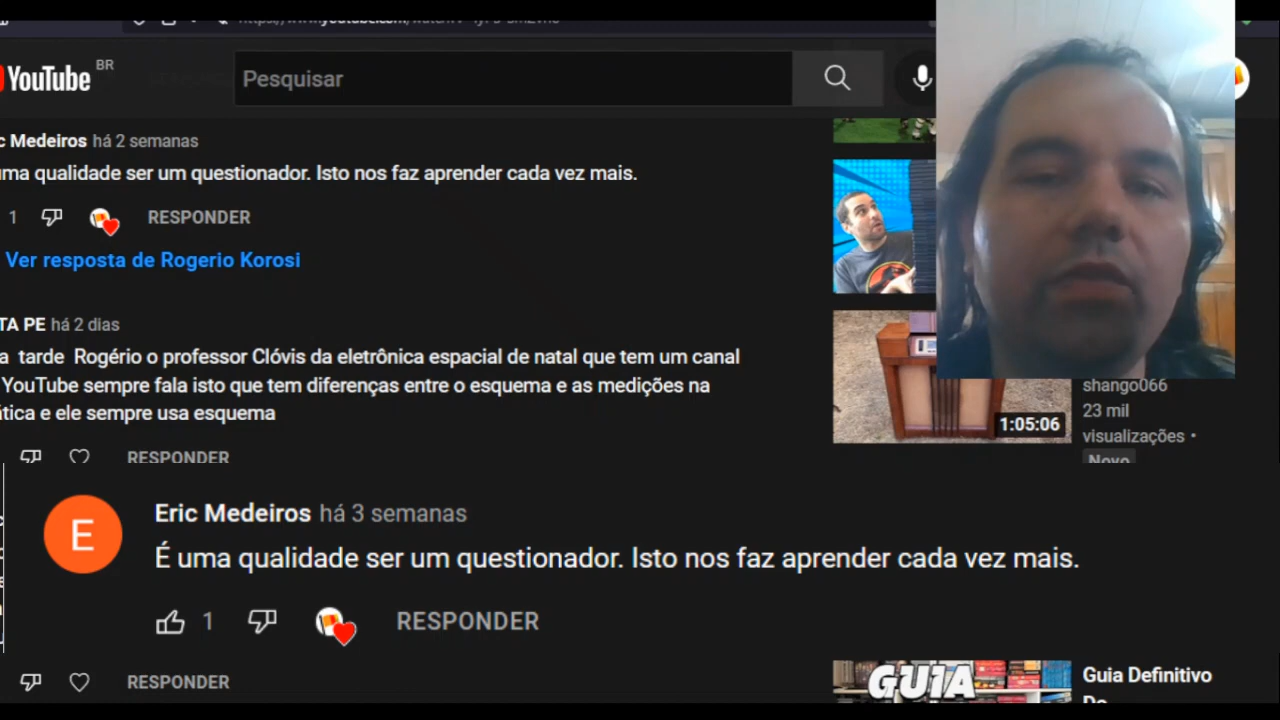 YouTube BR
Pesquisar
c Medeiros há 2 semanas
ma qualidade ser um questionador. Isto nos faz aprender cada vez mais.
1 RESPONDER
Ver resposta de Rogerio Korosi
TA PE há 2 dias
a tarde Rogério o professor Clóvis da eletrônica espacial de natal que tem um canal
YouTube sempre fala isto que tem diferenças entre o esquema e as medições na
ática e ele sempre usa esquema
RESPONDER
1:05:06
shango066
23 mil
visualizações •
Novo
E
Eric Medeiros há 3 semanas
É uma qualidade ser um questionador. Isto nos faz aprender cada vez mais.
1 RESPONDER
RESPONDER
GUIA
Guia Definitivo